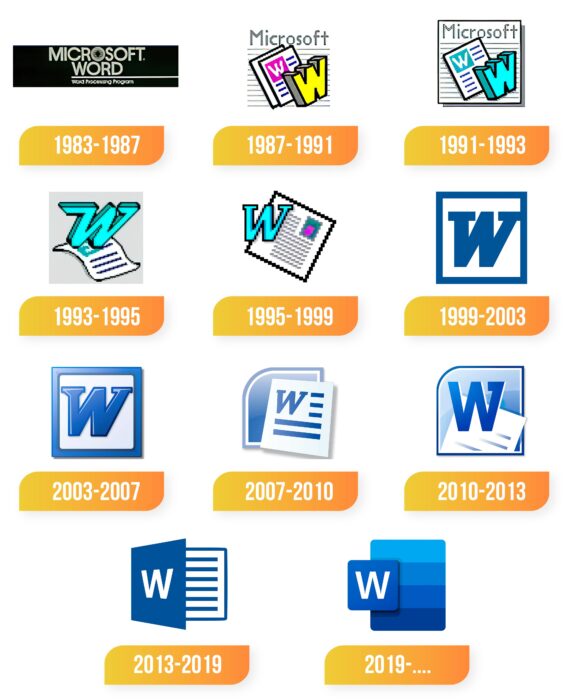 MICROSOFT
WORD
Word Processing Program
1983-1987
Microsoft
W
W
1987-1991
Microsoft
W
W
1991-1993
W
1993-1995
W
1995-1999
W
1999-2003
W
2003-2007
W
2007-2010
W
2010-2013
W
2013-2019
W
2019-....